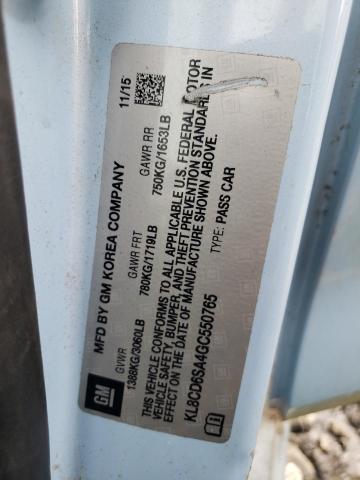 GM
MFD BY GM KOREA COMPANY
11/15
GVWR
GAWR FRT
GAWR RR
1388KG/3060LB
780KG/1719LB
750KG/1653LB
THIS VEHICLE CONFORMS TO ALL APPLICABLE U.S. FEDERAL MOTOR
VEHICLE SAFETY, BUMPER, AND THEFT PREVENTION STANDARDS IN
EFFECT ON THE DATE OF MANUFACTURE SHOWN ABOVE.
KL8CD6SA4GC550765
TYPE: PASS CAR